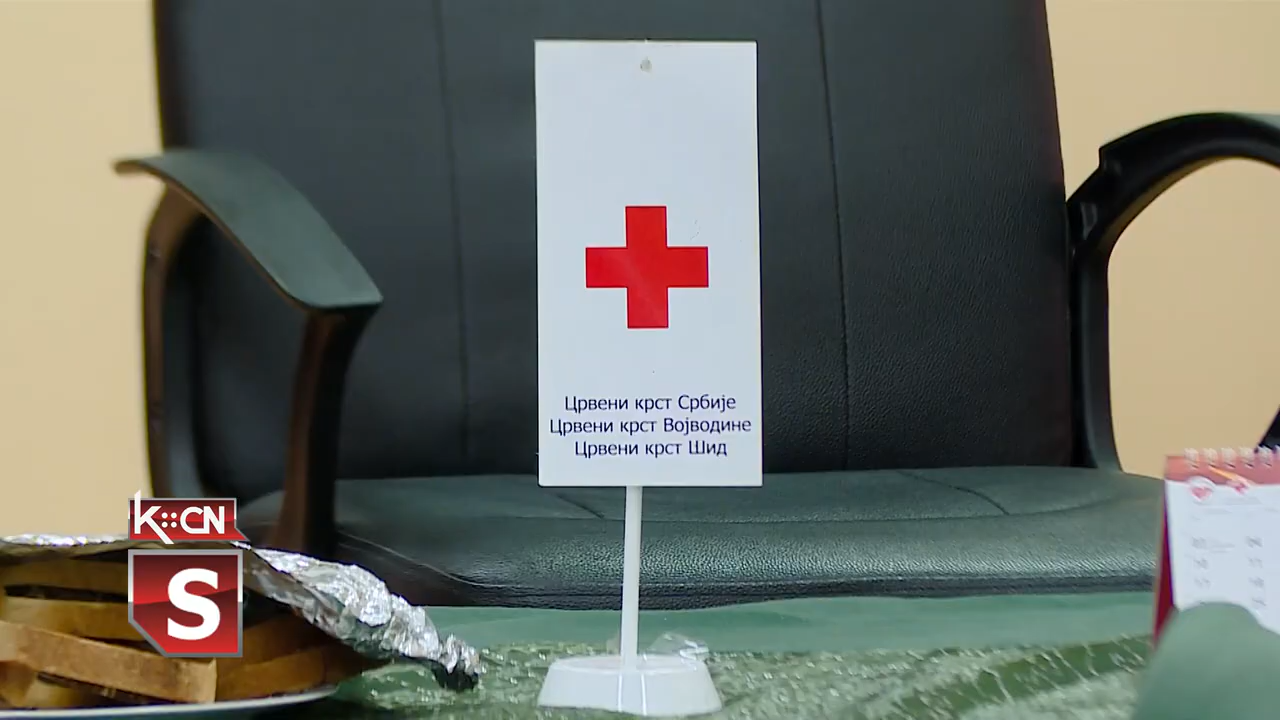 Црвени крст Србије
Црвени крст Војводине
Црвени крст Шид
K::CN
S